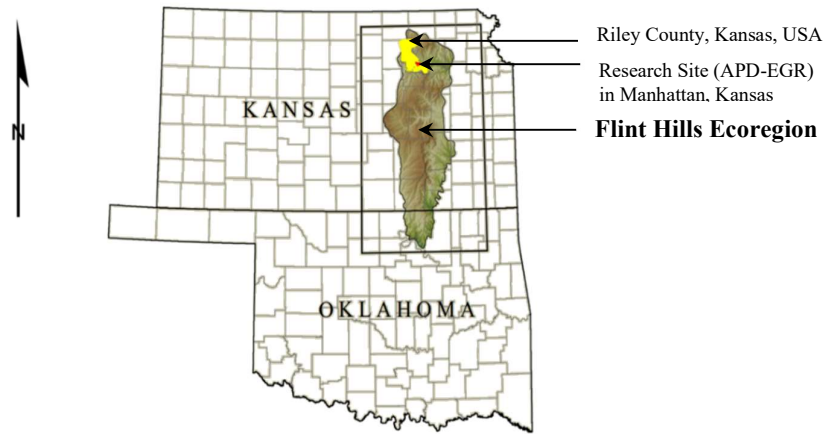 Riley County, Kansas, USA
Research Site (APD-EGR)
in Manhattan, Kansas
KANSAS
Flint Hills Ecoregion
N
OKLAHOMA